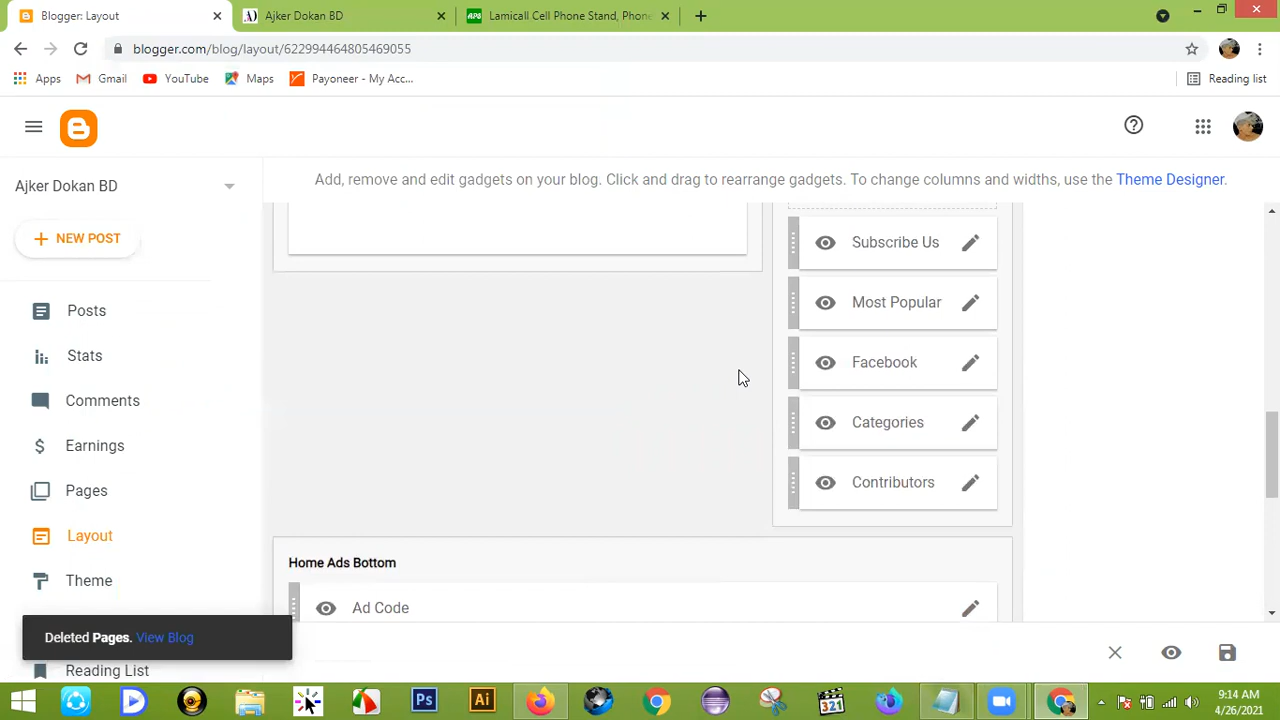 Blogger: Layout
Ajker Dokan BD
Lamicall Cell Phone Stand, Phone
blogger.com/blog/layout/622994464805469055
Apps
Gmail
YouTube
Maps
Payoneer - My Acc...
Reading list
Ajker Dokan BD
Add, remove and edit gadgets on your blog. Click and drag to rearrange gadgets. To change columns and widths, use the Theme Designer.
NEW POST
Posts
Stats
Comments
Earnings
Pages
Layout
Theme
Reading List
Subscribe Us
Most Popular
Facebook
Categories
Contributors
Home Ads Bottom
Ad Code
Deleted Pages. View Blog
Ps
Ai
321
9:14 AM
4/26/2021